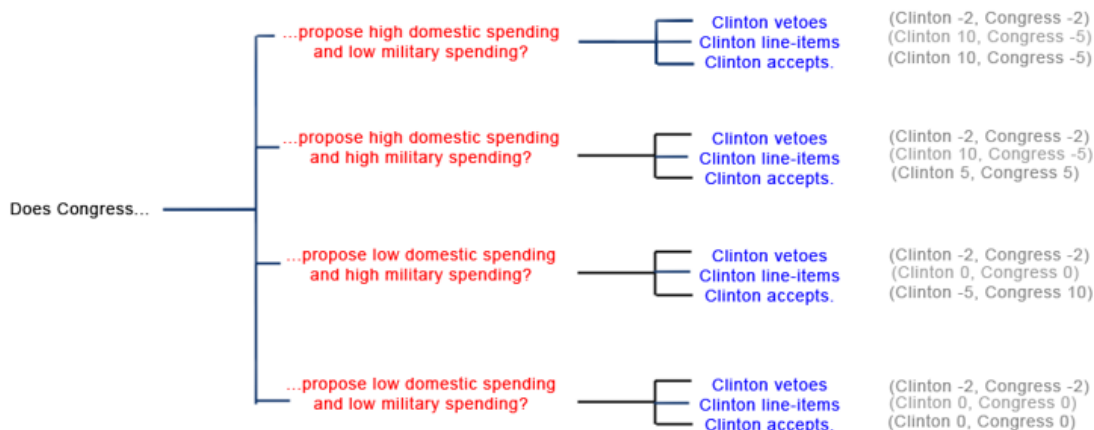 ...propose high domestic spending
and low military spending?
Clinton vetoes
Clinton line-items
Clinton accepts.
(Clinton -2, Congress -2)
(Clinton 10, Congress -5)
(Clinton 10, Congress -5)
...propose high domestic spending
and high military spending?
Clinton vetoes
Clinton line-items
Clinton accepts.
(Clinton -2, Congress -2)
(Clinton 10, Congress -5)
(Clinton 5, Congress 5)
Does Congress...
...propose low domestic spending
and high military spending?
Clinton vetoes
Clinton line-items
Clinton accepts.
(Clinton -2, Congress -2)
(Clinton 0, Congress 0)
(Clinton -5, Congress 10)
...propose low domestic spending
and low military spending?
Clinton vetoes
Clinton line-items
Clinton accepts.
(Clinton -2, Congress -2)
(Clinton 0, Congress 0)
(Clinton 0, Congress 0)